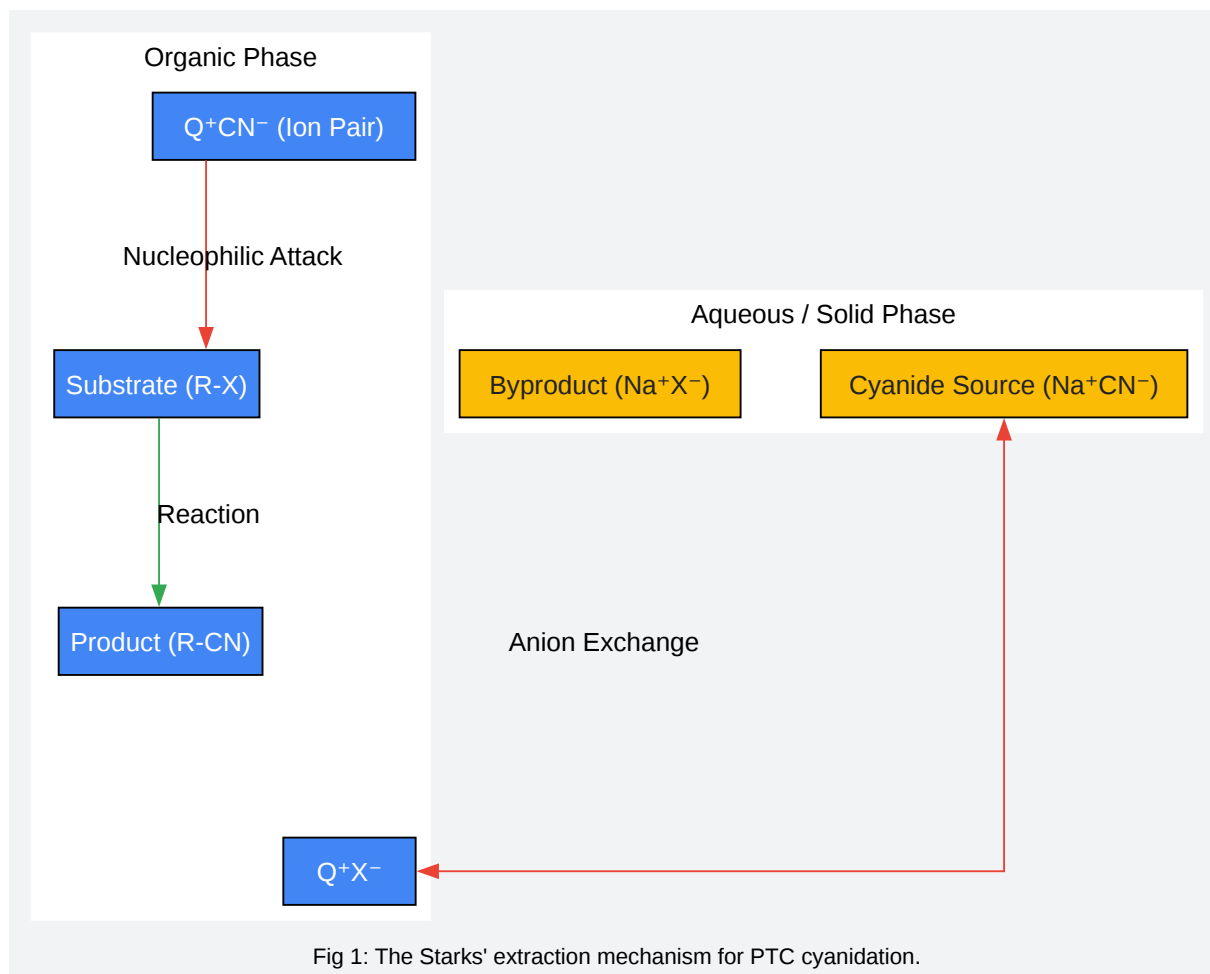 Organic Phase
Q⁺CN⁻ (Ion Pair)
Nucleophilic Attack
Substrate (R-X)
Reaction
Product (R-CN)
Q⁺X⁻
Aqueous / Solid Phase
Byproduct (Na⁺X⁻)
Cyanide Source (Na⁺CN⁻)
Anion Exchange
Fig 1: The Starks' extraction mechanism for PTC cyanidation.